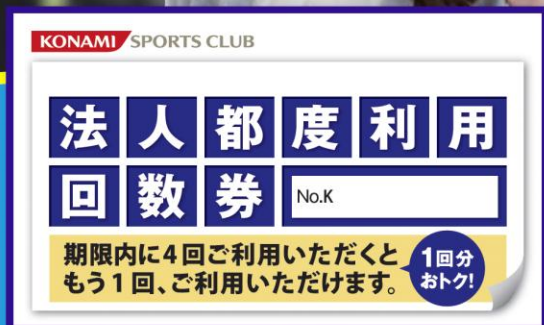 KONAMI SPORTS CLUB
法人都度利用
回数券
No.K
期限内に4回ご利用いただくと
もう1回、ご利用いただけます。
1回分
おトク!